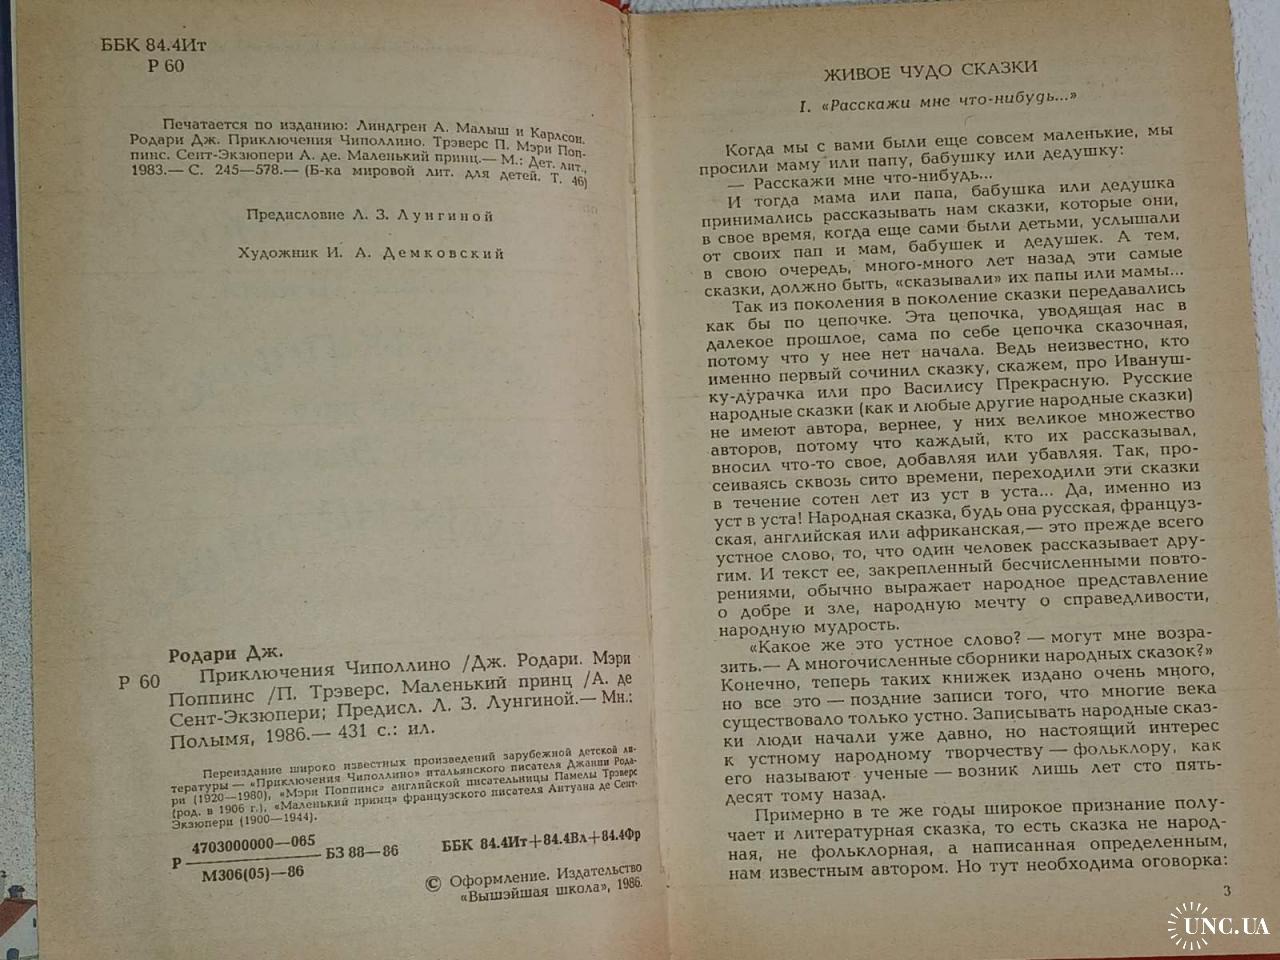 ББК 84.4Ит
Р 60
Печатается по изданию: Линдгрен А. Малыш и Карлсон.
Родари Дж. Приключения Чиполлино. Трэверс П. Мэри Поп-
пинс. Сент-Экзюпери А. де. Маленький принц.— М.: Дет. лит.,
1983.— С. 245—578.— (Б-ка мировой лит. для детей. Т. 46)
Предисловие Л. З. Лунгиной
Художник И. А. Демковский
Родари Дж.
Р 60 Приключения Чиполлино /Дж. Родари. Мэри
Поппинс /П. Трэверс. Маленький принц /А. де
Сент-Экзюпери; Предисл. Л. З. Лунгиной.— Мн.:
Полымя, 1986.— 431 с.: ил.
Переиздание широко известных произведений зарубежной детской ли-
тературы — «Приключения Чиполлино» итальянского писателя Джанни Рода-
ри (1920—1980), «Мэри Поппинс» английской писательницы Памелы Трэверс
(род. в 1906 г.), «Маленький принц» французского писателя Антуана де Сент-
Экзюпери (1900—1944).
Р 4703000000—065 БЗ 88—86
М306(05)—86
ББК 84.4Ит+84.4Вл+84.4Фр
© Оформление. Издательство
«Вышэйшая школа», 1986.
ЖИВОЕ ЧУДО СКАЗКИ
I. «Расскажи мне что-нибудь...»
Когда мы с вами были еще совсем маленькие, мы
просили маму или папу, бабушку или дедушку:
— Расскажи мне что-нибудь...
И тогда мама или папа, бабушка или дедушка
принимались рассказывать нам сказки, которые они,
в свое время, когда еще сами были детьми, услышали
от своих пап и мам, бабушек и дедушек. А тем,
в свою очередь, много-много лет назад эти самые
сказки, должно быть, «сказывали» их папы или мамы...
Так из поколения в поколение сказки передавались
как бы по цепочке. Эта цепочка, уводящая нас в
далекое прошлое, сама по себе цепочка сказочная,
потому что у нее нет начала. Ведь неизвестно, кто
именно первый сочинил сказку, скажем, про Ивануш-
ку-дурачка или про Василису Прекрасную. Русские
народные сказки (как и любые другие народные сказки)
не имеют автора, вернее, у них великое множество
авторов, потому что каждый, кто их рассказывал,
вносил что-то свое, добавляя или убавляя. Так, про-
сеиваясь сквозь сито времени, переходили эти сказки
в течение сотен лет из уст в уста... Да, именно из
уст в уста! Народная сказка, будь она русская, француз-
ская, английская или африканская,— это прежде всего
устное слово, то, что один человек рассказывает дру-
гим. И текст ее, закрепленный бесчисленными повто-
рениями, обычно выражает народное представление
о добре и зле, народную мечту о справедливости,
народную мудрость.
«Какое же это устное слово? — могут мне возра-
зить.— А многочисленные сборники народных сказок?»
Конечно, теперь таких книжек издано очень много,
но все это — поздние записи того, что многие века
существовало только устно. Записывать народные сказ-
ки люди начали уже давно, но настоящий интерес
к устному народному творчеству — фольклору, как
его называют ученые — возник лишь лет сто пять-
десят тому назад.
Примерно в те же годы широкое признание полу-
чает и литературная сказка, то есть сказка не народ-
ная, не фольклорная, а написанная определенным,
нам известным автором. Но тут необходима оговорка:
3
UNC.UA